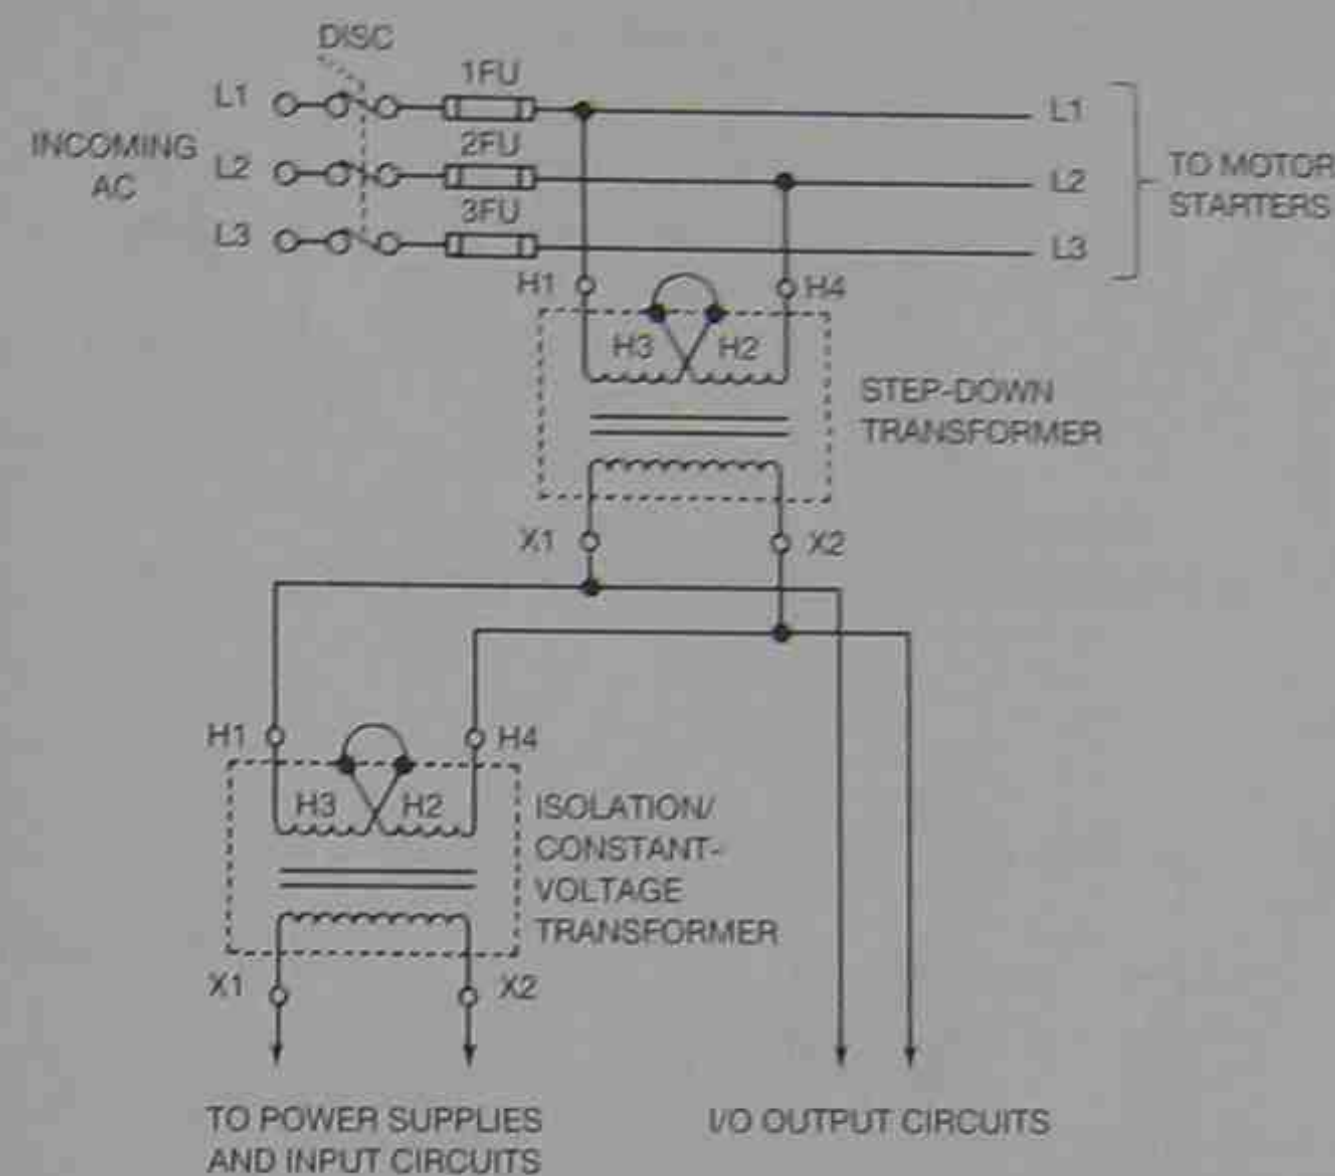 DISC
1FU
L1
L1
INCOMING
AC
2FU
L2
L2
TO MOTOR
STARTERS
3FU
L3
L3
H1
H4
H3
H2
STEP-DOWN
TRANSFORMER
X1
X2
H1
H4
H3
H2
ISOLATION/
CONSTANT-
VOLTAGE
TRANSFORMER
X1
X2
TO POWER SUPPLIES
AND INPUT CIRCUITS
I/O OUTPUT CIRCUITS